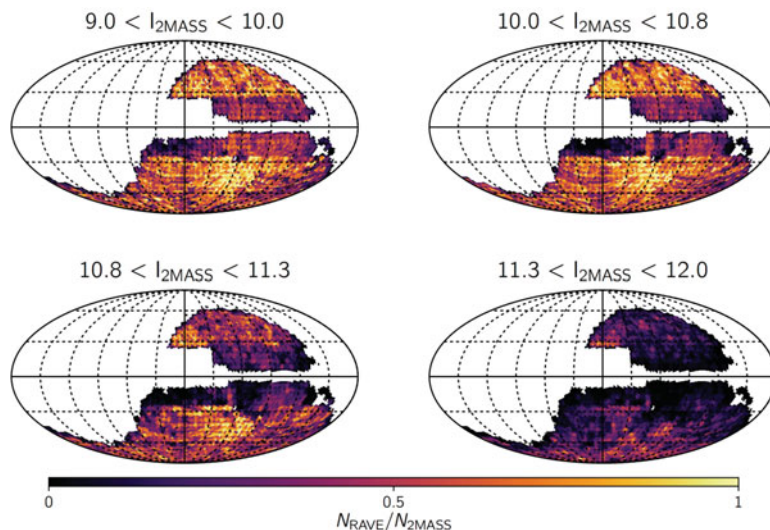 9.0 < I2MASS < 10.0
10.0 < I2MASS < 10.8
10.8 < I2MASS < 11.3
11.3 < I2MASS < 12.0
0
0.5
1
NRAVE/N2MASS